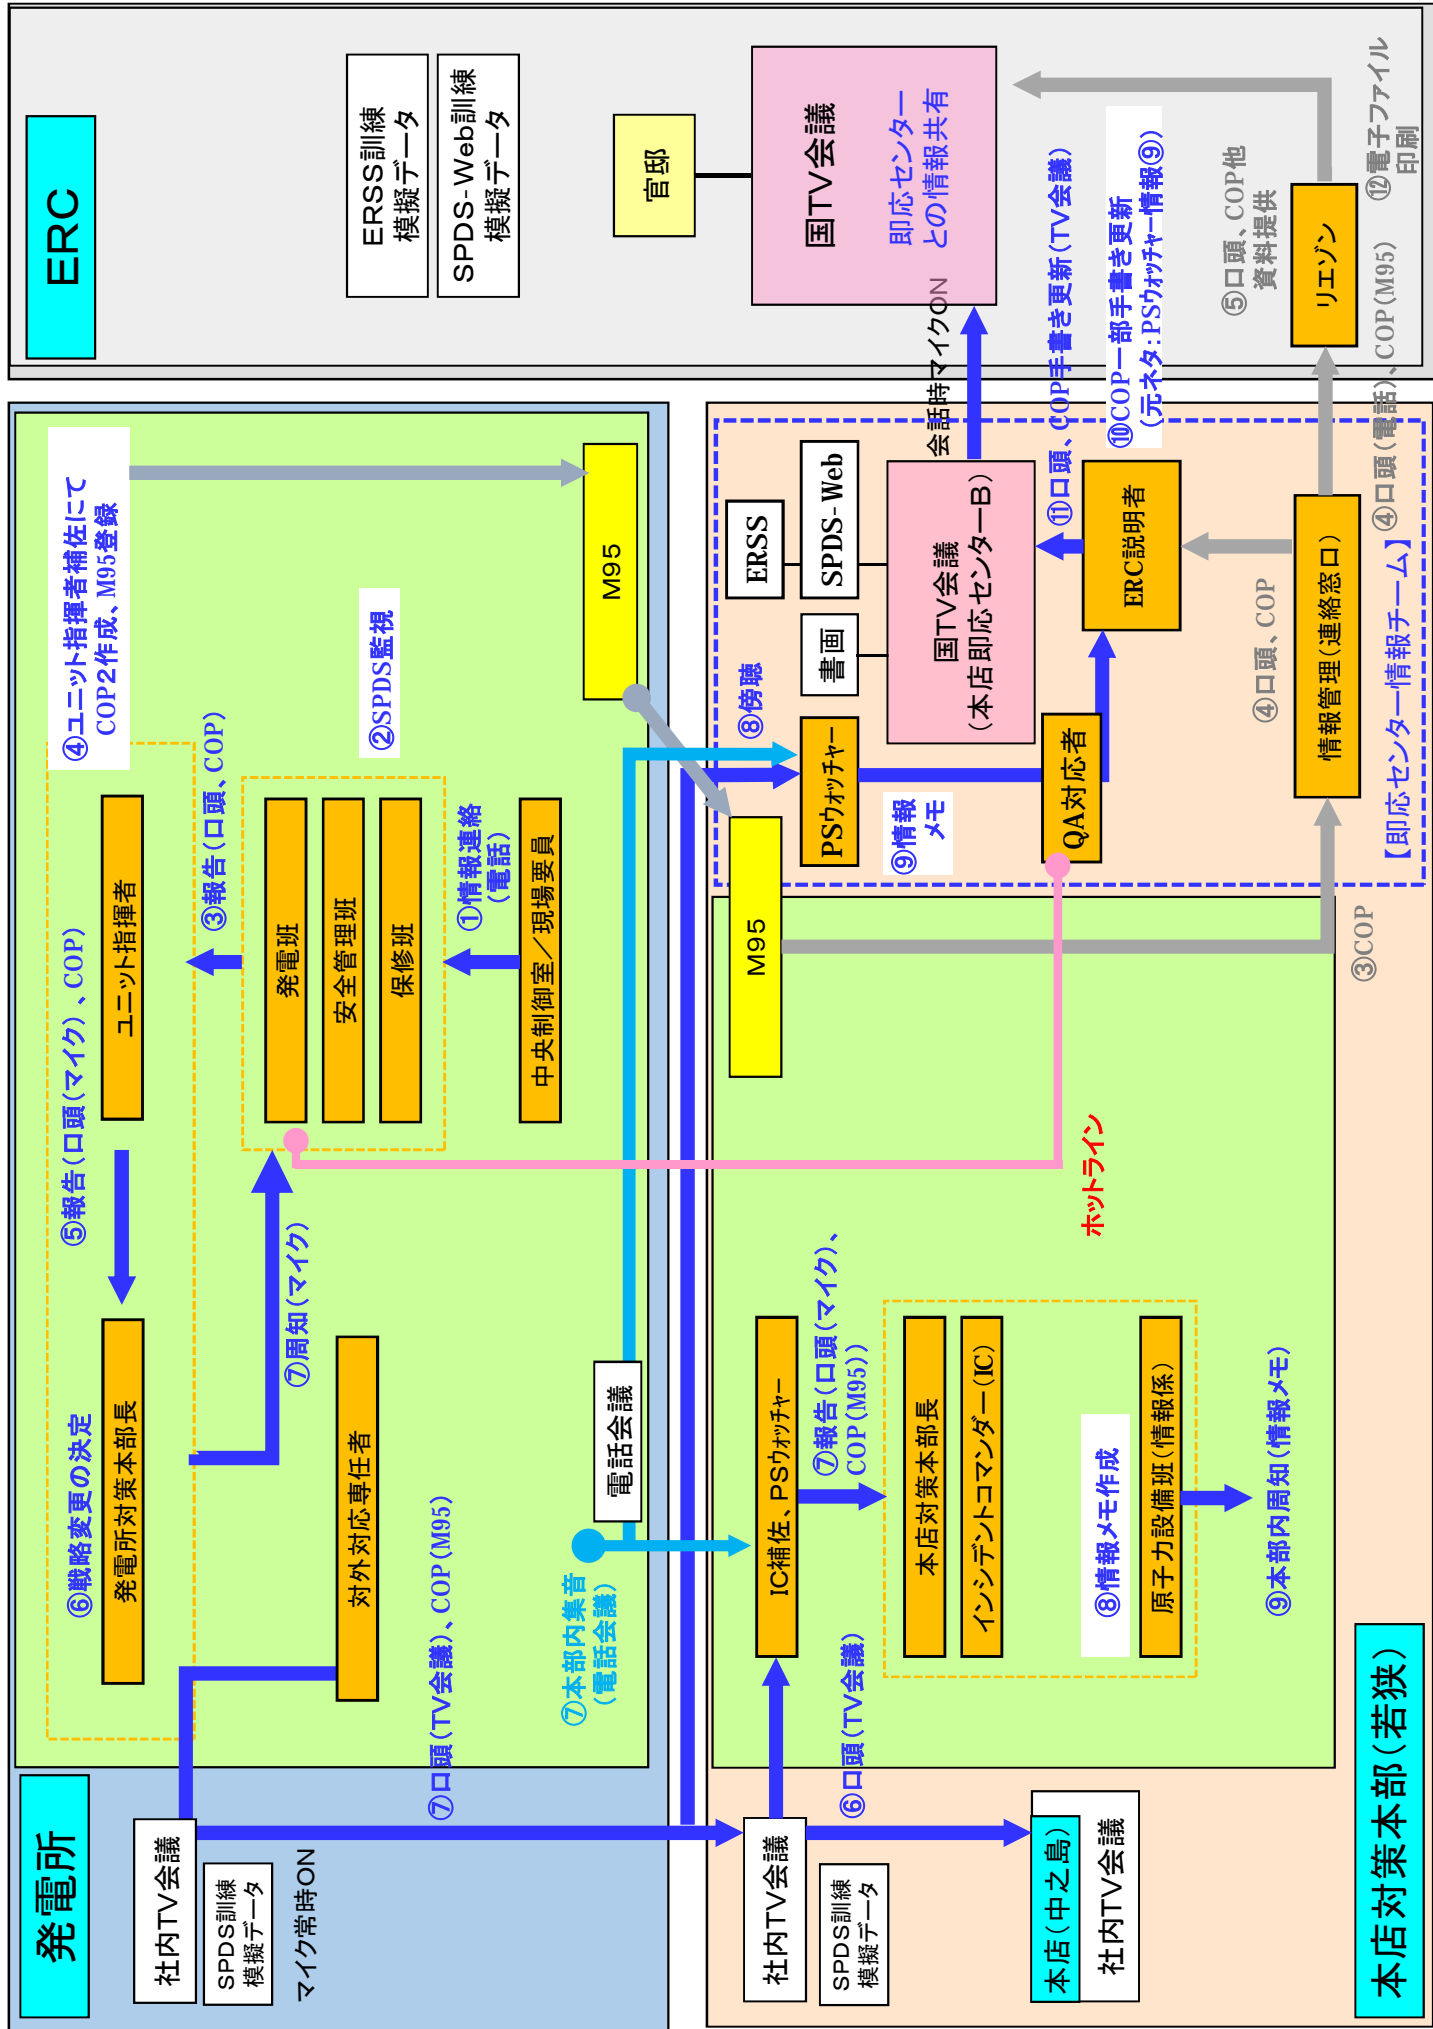 発電所
社内TV会議
SPDS訓練
模擬データ
マイク常時ON
⑥戦略変更の決定
発電所対策本部長
⑤報告(口頭(マイク)、COP)
ユニット指揮者
④ユニット指揮者補佐にて
COP2作成、M95登録
③報告(口頭、COP)
②SPDS監視
発電班
安全管理班
保修班
①情報連絡
(電話)
中央制御室/現場要員
⑦周知(マイク)
対外対応専任者
⑦口頭(TV会議)、COP(M95)
⑦本部内集音
(電話会議)
電話会議
M95
本店対策本部(若狭)
社内TV会議
SPDS訓練
模擬データ
⑥口頭(TV会議)
本店(中之島)
社内TV会議
IC補佐、PSウォッチャー
⑦報告(口頭(マイク)、
COP(M95))
本店対策本部長
インシデントコマンダー(IC)
⑧情報メモ作成
原子力設備班(情報係)
⑨本部内周知(情報メモ)
ホットライン
M95
③COP
⑧傍聴
PSウォッチャー
⑨情報
メモ
QA対応者
書画
ERSS
SPDS-Web
国TV会議
(本店即応センターB)
ERC説明者
④口頭、COP
情報管理(連絡窓口)
【即応センター情報チーム】
会話時マイクON
⑪口頭、COP手書き更新(TV会議)
⑩COP一部手書き更新
(元ネタ:PSウォッチャー情報⑨)
④口頭(電話)、COP(M95)
ERC
ERSS訓練
模擬データ
SPDS-Web訓練
模擬データ
官邸
国TV会議
即応センター
との情報共有
⑤口頭、COP他
資料提供
リエゾン
⑫電子ファイル
印刷